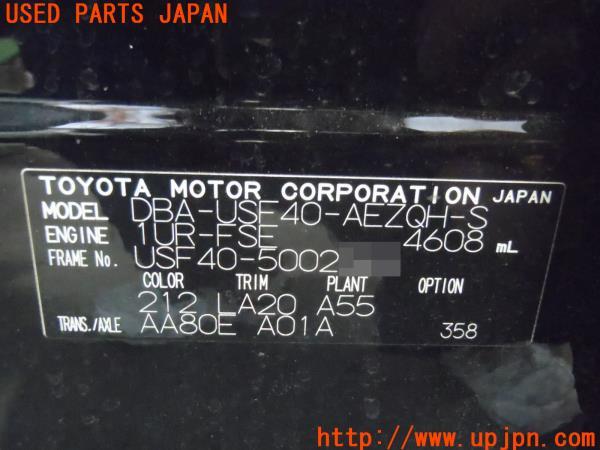 USED PARTS JAPAN
TOYOTA MOTOR CORPORATION JAPAN
MODEL DBA-USF40-AEZQH-S
ENGINE 1UR-FSE 4608 mL
FRAME No. USF40-5002
COLOR TRIM PLANT OPTION
212 LA20 A55
TRANS./AXLE AA80E A01A 358
http://www.upjpn.com